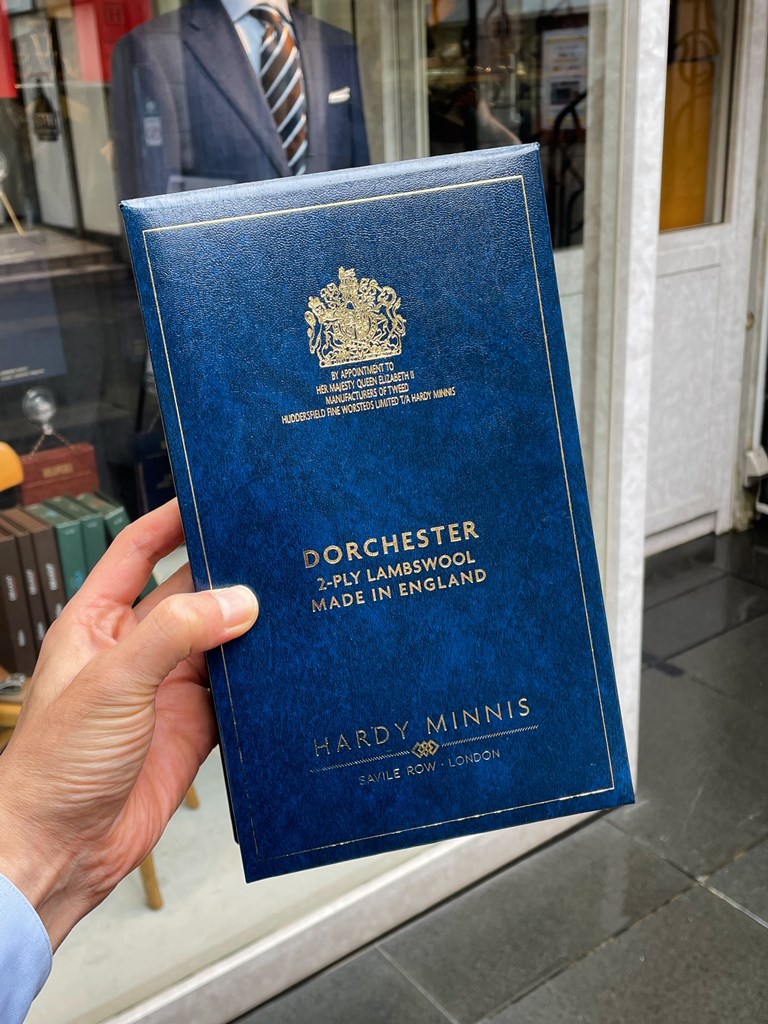 BY APPOINTMENT TO
HER MAJESTY QUEEN ELIZABETH II
MANUFACTURERS OF TWEED
HUDDERSFIELD FINE WORSTEDS LIMITED T/A HARDY MINNIS
DORCHESTER
2-PLY LAMBSWOOL
MADE IN ENGLAND
HARDY MINNIS
SAVILE ROW · LONDON